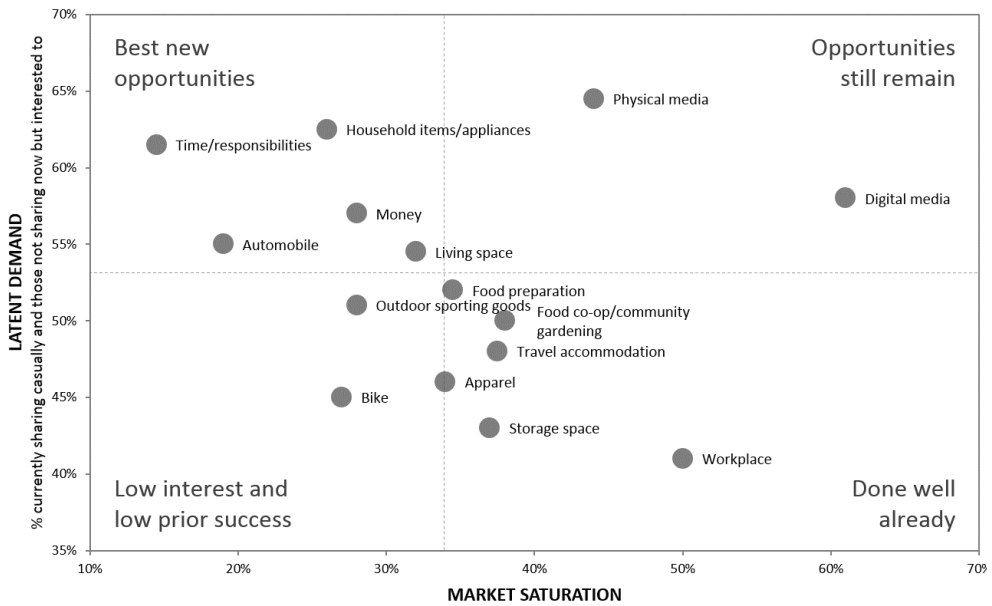 70%
65%
60%
55%
50%
45%
40%
35%
LATENT DEMAND
% currently sharing casually and those not sharing now but interested to
Best new
opportunities
Opportunities
still remain
Physical media
Household items/appliances
Time/responsibilities
Digital media
Money
Automobile
Living space
Food preparation
Outdoor sporting goods
Food co-op/community
gardening
Travel accommodation
Apparel
Bike
Storage space
Workplace
Low interest and
low prior success
Done well
already
10%
20%
30%
40%
50%
60%
70%
MARKET SATURATION